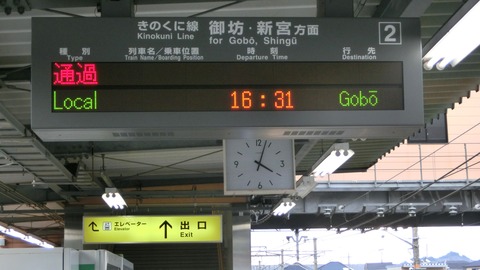 きのくに線 御坊・新宮方面 2
Kinokuni Line for Gobō, Shingū
種別 列車名/乗車位置 時刻 行先
Train Name/Boarding Position Departure Time Destination
通過
Local 16:31 Gobō
エレベーター 出口
Elevator Exit